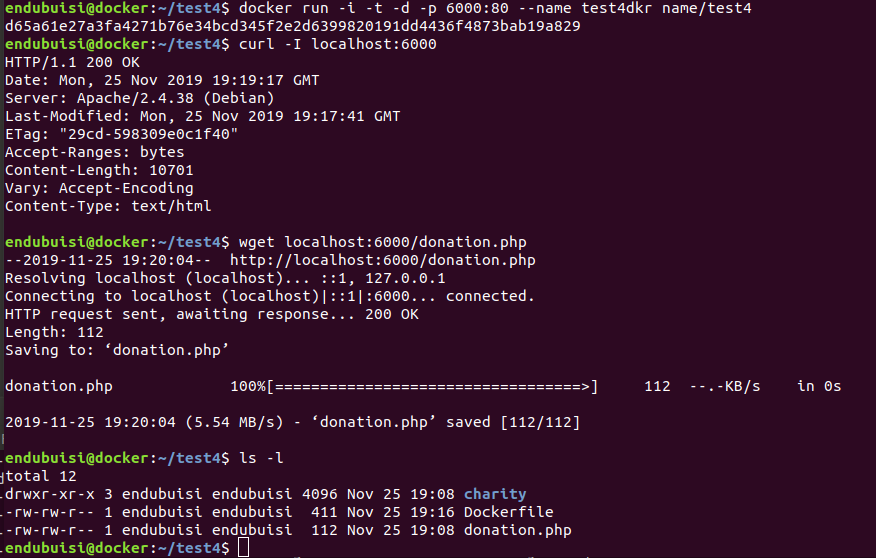 endubuisi@docker:~/test4$ docker run -i -t -d -p 6000:80 --name test4dkr name/test4
d65a61e27a3fa4271b76e34bcd345f2e2d6399820191dd4436f4873bab19a829
endubuisi@docker:~/test4$ curl -I localhost:6000
HTTP/1.1 200 OK
Date: Mon, 25 Nov 2019 19:19:17 GMT
Server: Apache/2.4.38 (Debian)
Last-Modified: Mon, 25 Nov 2019 19:17:41 GMT
ETag: "29cd-598309e0c1f40"
Accept-Ranges: bytes
Content-Length: 10701
Vary: Accept-Encoding
Content-Type: text/html
endubuisi@docker:~/test4$ wget localhost:6000/donation.php
--2019-11-25 19:20:04--  http://localhost:6000/donation.php
Resolving localhost (localhost)... ::1, 127.0.0.1
Connecting to localhost (localhost)|::1|:6000... connected.
HTTP request sent, awaiting response... 200 OK
Length: 112
Saving to: ‘donation.php’
donation.php             100%[==================================>]     112  --.-KB/s    in 0s
2019-11-25 19:20:04 (5.54 MB/s) - ‘donation.php’ saved [112/112]
endubuisi@docker:~/test4$ ls -l
total 12
drwxr-xr-x 3 endubuisi endubuisi 4096 Nov 25 19:08 charity
-rw-rw-r-- 1 endubuisi endubuisi  411 Nov 25 19:16 Dockerfile
-rw-rw-r-- 1 endubuisi endubuisi  112 Nov 25 19:08 donation.php
endubuisi@docker:~/test4$